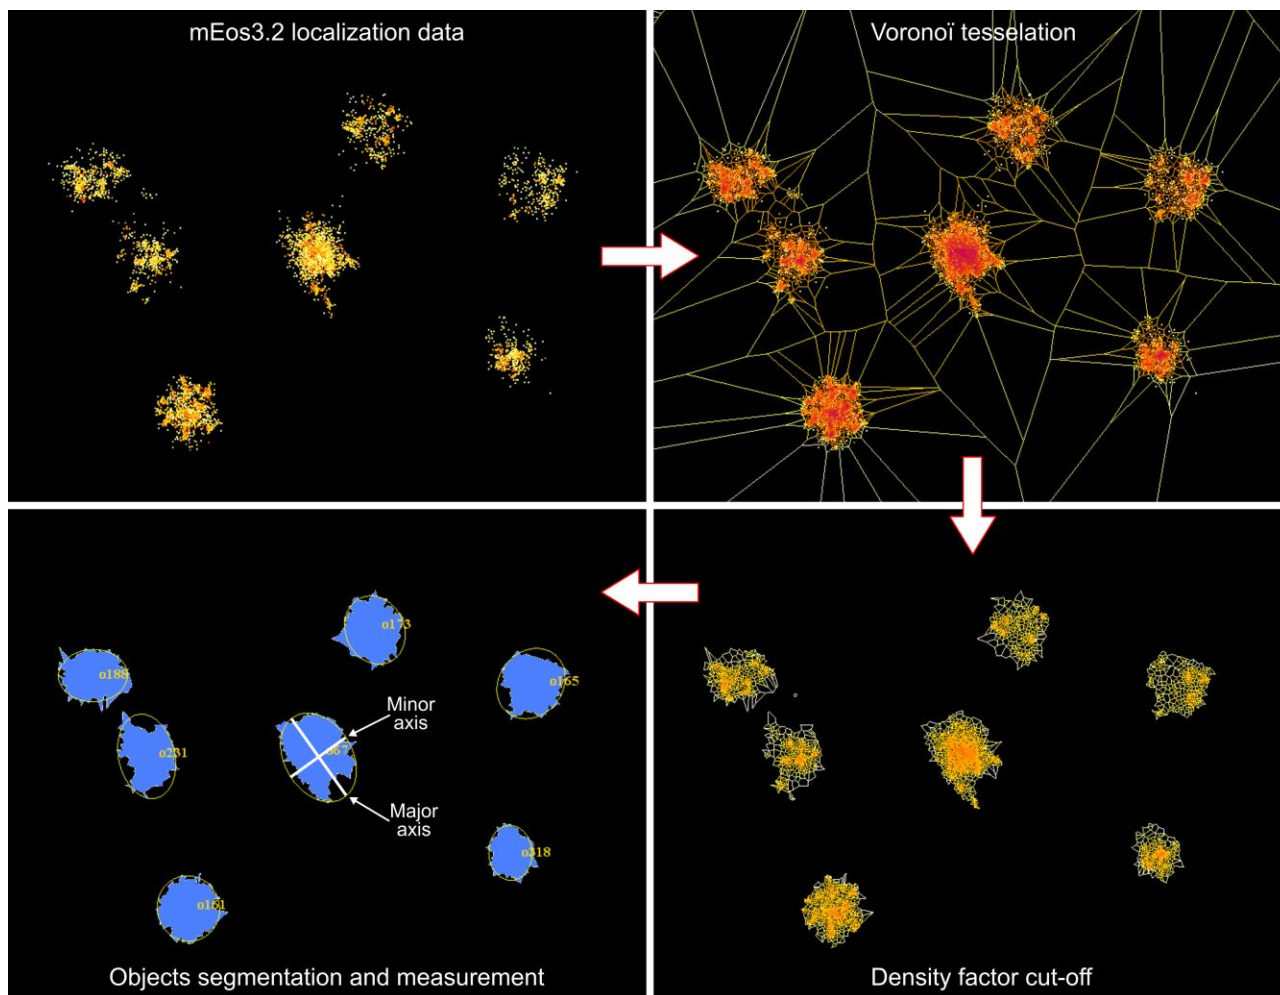 mEos3.2 localization data
Voronoï tesselation
o173
o188
o165
Minor
axis
o231
o67
Major
axis
o318
o161
Objects segmentation and measurement
Density factor cut-off